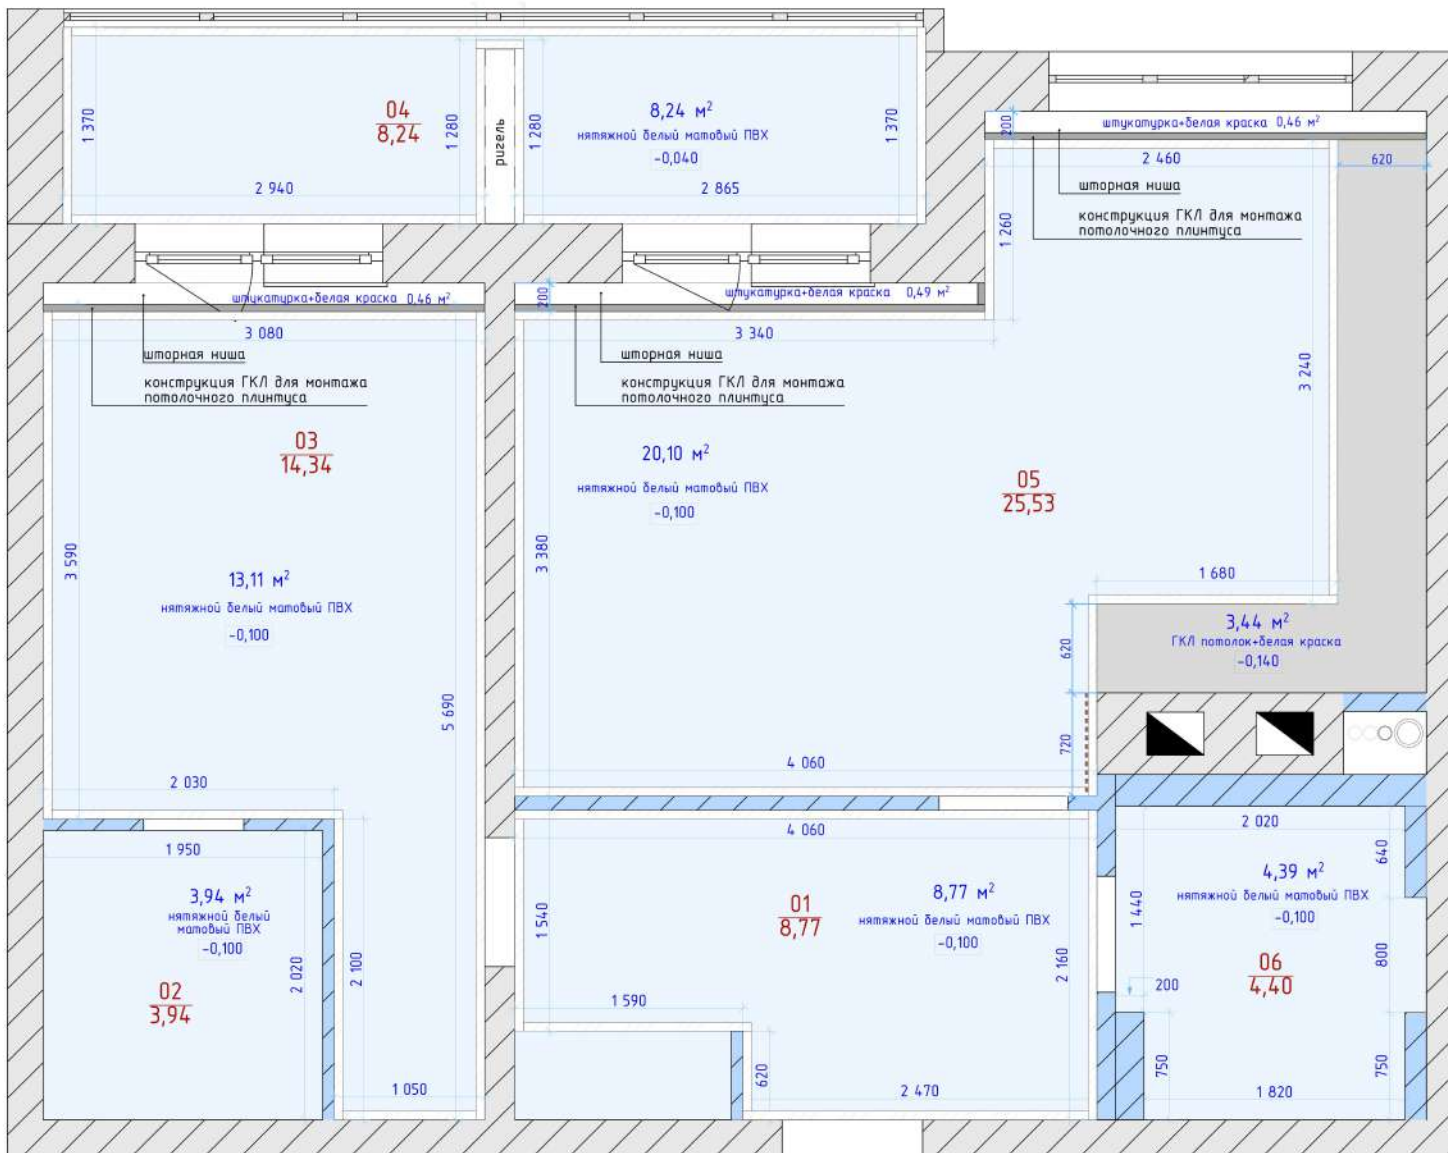 04
8,24
1 370
1 280
ригель
1 280
8,24 м²
нятяжной белый матовый ПВХ
-0,040
1 370
2 940
2 865
200
штукатурка+белая краска 0,46 м²
2 460
620
шторная ниша
конструкция ГКЛ для монтажа
потолочного плинтуса
1 260
штукатурка+белая краска 0,46 м²
3 080
шторная ниша
конструкция ГКЛ для монтажа
потолочного плинтуса
200
штукатурка+белая краска 0,49 м²
3 340
шторная ниша
конструкция ГКЛ для монтажа
потолочного плинтуса
3 240
03
14,34
20,10 м²
нятяжной белый матовый ПВХ
-0,100
05
25,53
3 590
13,11 м²
нятяжной белый матовый ПВХ
-0,100
3 380
1 680
3,44 м²
ГКЛ потолок+белая краска
-0,140
620
5 690
720
2 030
4 060
1 950
3,94 м²
нятяжной белый
матовый ПВХ
-0,100
02
3,94
2 020
2 100
1 050
4 060
1 540
01
8,77
8,77 м²
нятяжной белый матовый ПВХ
-0,100
2 160
1 590
620
2 470
2 020
640
4,39 м²
нятяжной белый матовый ПВХ
-0,100
1 440
06
4,40
800
200
750
750
1 820